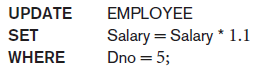 UPDATE EMPLOYEE
SET Salary = Salary * 1.1
WHERE Dno = 5;